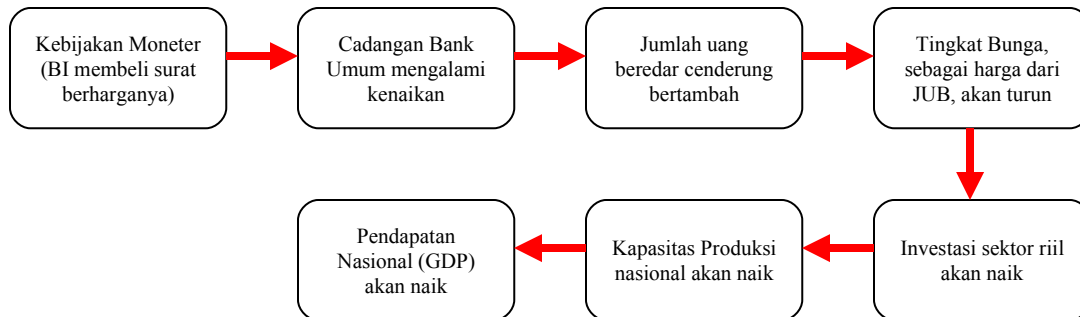 Kebijakan Moneter
(BI membeli surat
berharganya)
Cadangan Bank
Umum mengalami
kenaikan
Jumlah uang
beredar cenderung
bertambah
Tingkat Bunga,
sebagai harga dari
JUB, akan turun
Investasi sektor riil
akan naik
Kapasitas Produksi
nasional akan naik
Pendapatan
Nasional (GDP)
akan naik